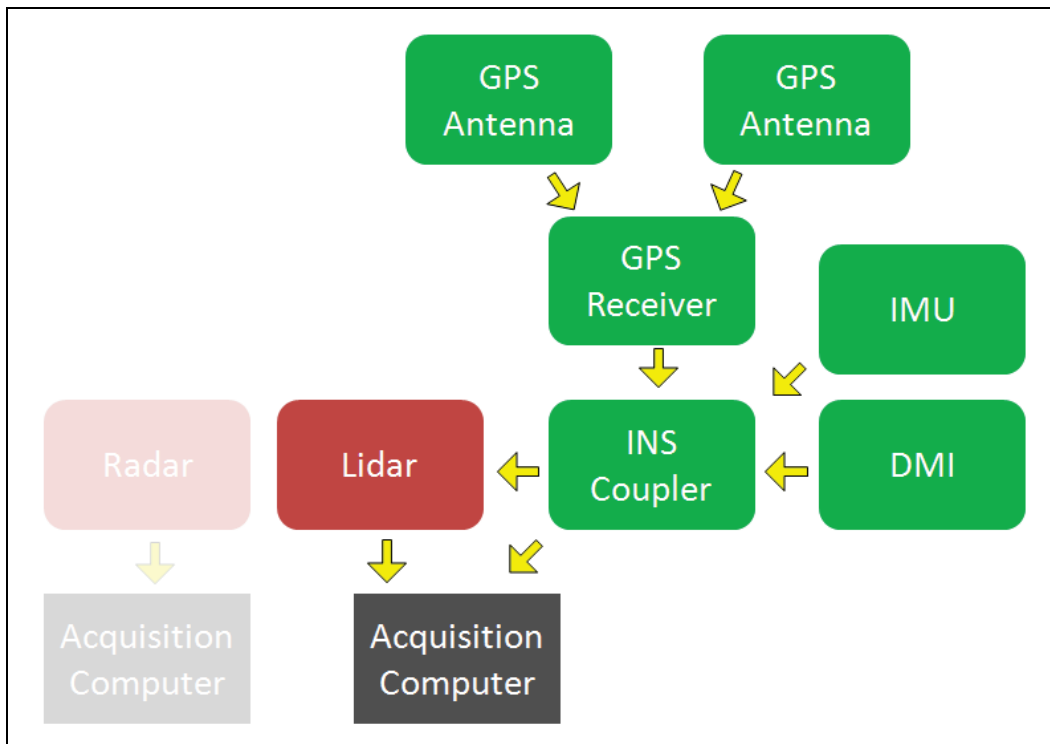 GPS
Antenna
GPS
Antenna
GPS
Receiver
IMU
Radar
Lidar
INS
Coupler
DMI
Acquisition
Computer
Acquisition
Computer